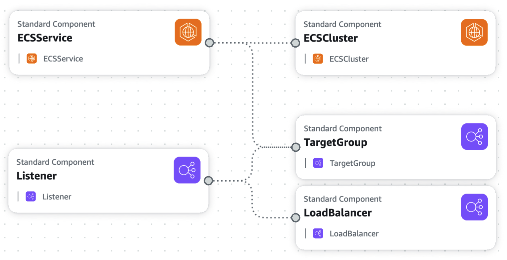 Standard Component
ECSService
ECSService
Standard Component
ECSCluster
ECSCluster
Standard Component
Listener
Listener
Standard Component
TargetGroup
TargetGroup
Standard Component
LoadBalancer
LoadBalancer